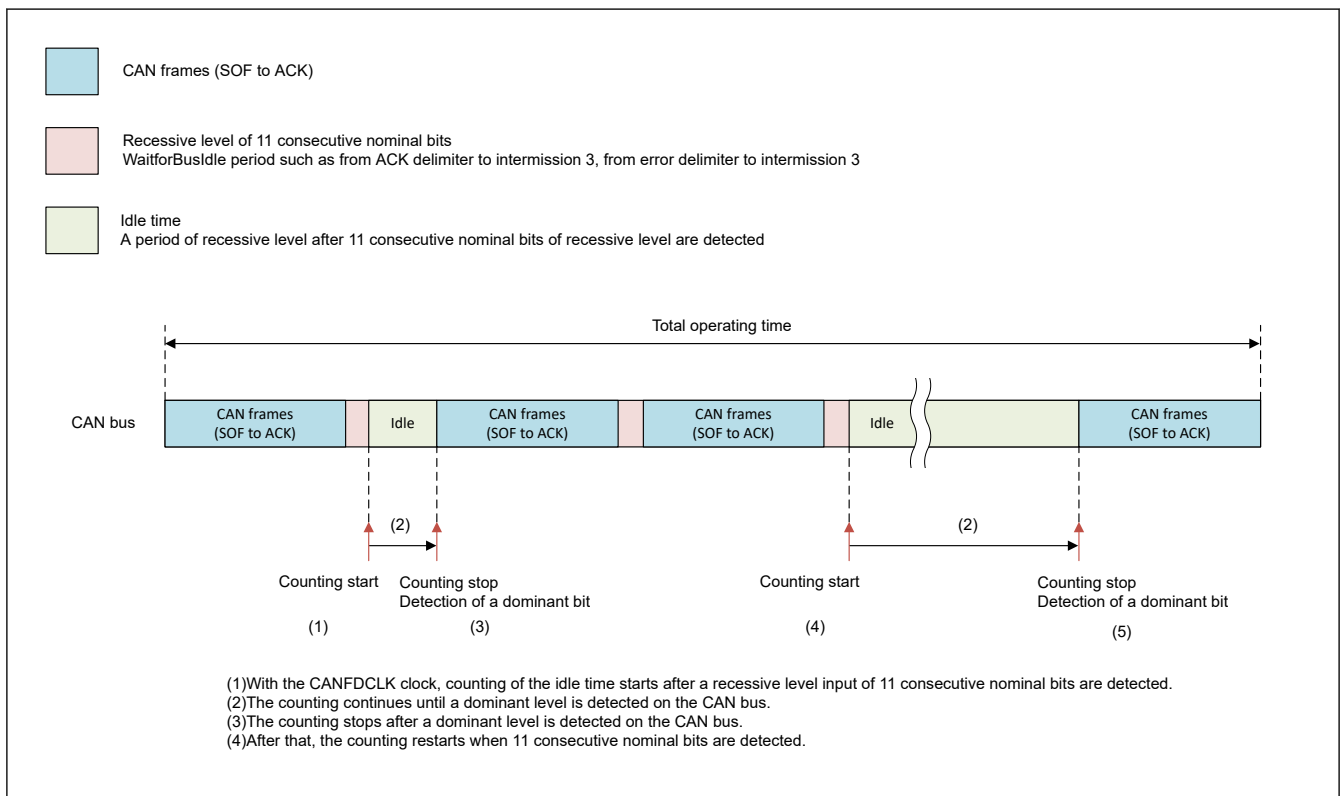 CAN frames (SOF to ACK)
Recessive level of 11 consecutive nominal bits
WaitforBusIdle period such as from ACK delimiter to intermission 3, from error delimiter to intermission 3
Idle time
A period of recessive level after 11 consecutive nominal bits of recessive level are detected
Total operating time
CAN bus
CAN frames
(SOF to ACK)
Idle
CAN frames
(SOF to ACK)
CAN frames
(SOF to ACK)
Idle
CAN frames
(SOF to ACK)
(2)
(2)
Counting start
Counting stop
Detection of a dominant bit
Counting start
Counting stop
Detection of a dominant bit
(1)
(3)
(4)
(5)
(1)With the CANFDCLK clock, counting of the idle time starts after a recessive level input of 11 consecutive nominal bits are detected.
(2)The counting continues until a dominant level is detected on the CAN bus.
(3)The counting stops after a dominant level is detected on the CAN bus.
(4)After that, the counting restarts when 11 consecutive nominal bits are detected.